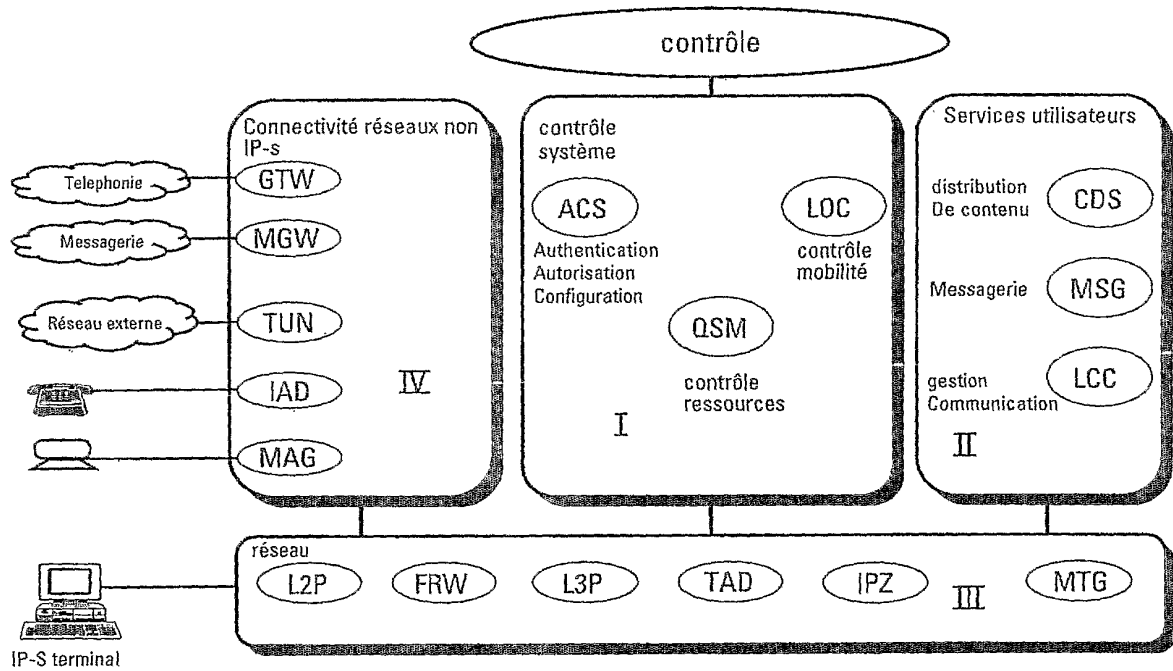 contrôle
Connectivité réseaux non
IP-s
Telephonie
GTW
Messagerie
MGW
Réseau externe
TUN
IAD
IV
MAG
contrôle
système
ACS
LOC
Authentication
Autorisation
Configuration
contrôle
mobilité
QSM
contrôle
ressources
I
Services utilisateurs
distribution
De contenu
CDS
Messagerie
MSG
gestion
Communication
LCC
II
réseau
L2P
FRW
L3P
TAD
IPZ
III
MTG
IP-S terminal